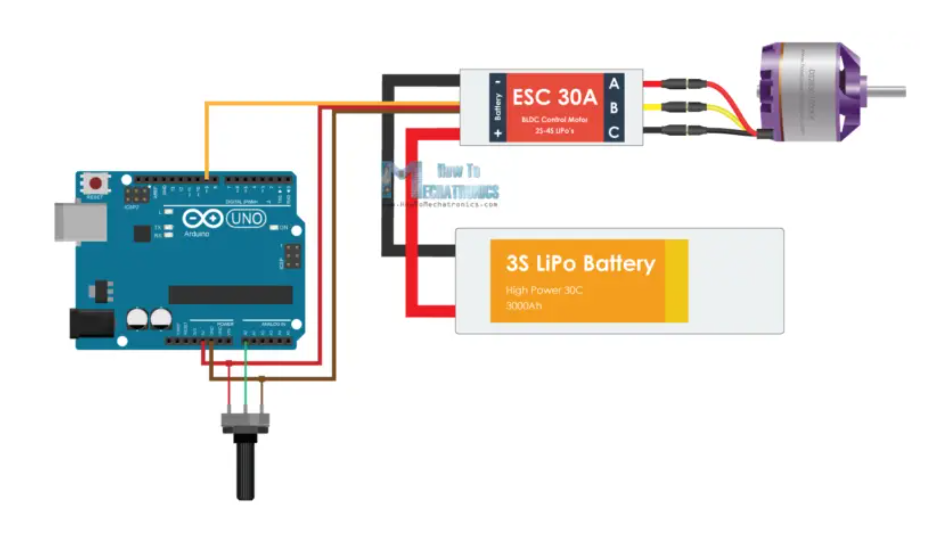 ESC 30A
BLDC Control Motor
2S-4S LiPo's
Battery
-
+
A
B
C
How To
MECHATRONICS
www.HowToMechatronics.com
RESET
ICSP2
DIGITAL (PWM~)
TX
RX
UNO
Arduino
ON
ICSP
POWER
ANALOG IN
3S LiPo Battery
High Power 30C
3000Ah